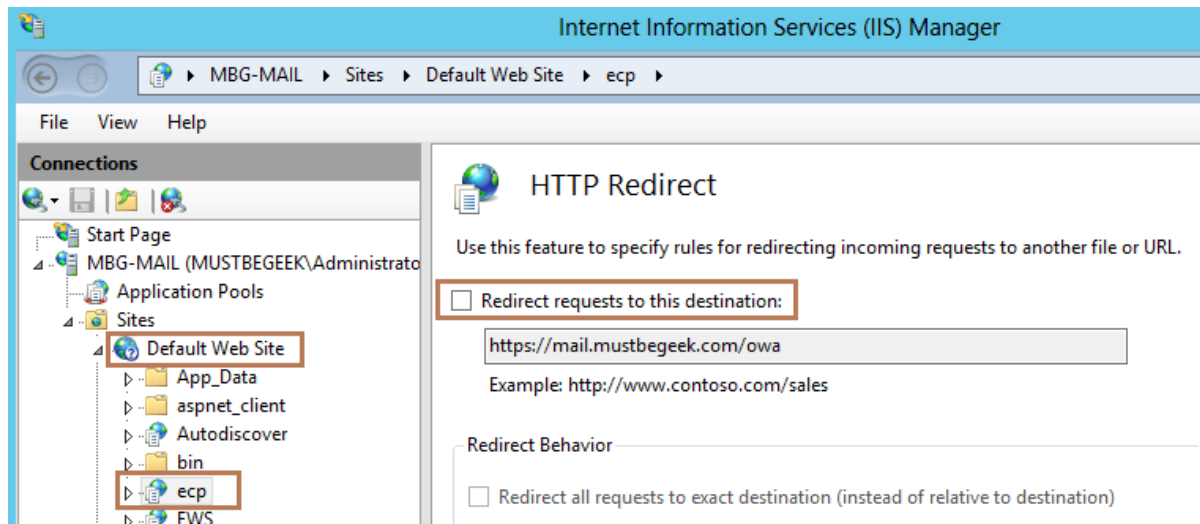 Internet Information Services (IIS) Manager
MBG-MAIL Sites Default Web Site ecp
File View Help
Connections
Start Page
MBG-MAIL (MUSTBEGEEK\Administrato
Application Pools
Sites
Default Web Site
App_Data
aspnet_client
Autodiscover
bin
ecp
EWS
HTTP Redirect
Use this feature to specify rules for redirecting incoming requests to another file or URL.
Redirect requests to this destination:
https://mail.mustbegeek.com/owa
Example: http://www.contoso.com/sales
Redirect Behavior
Redirect all requests to exact destination (instead of relative to destination)